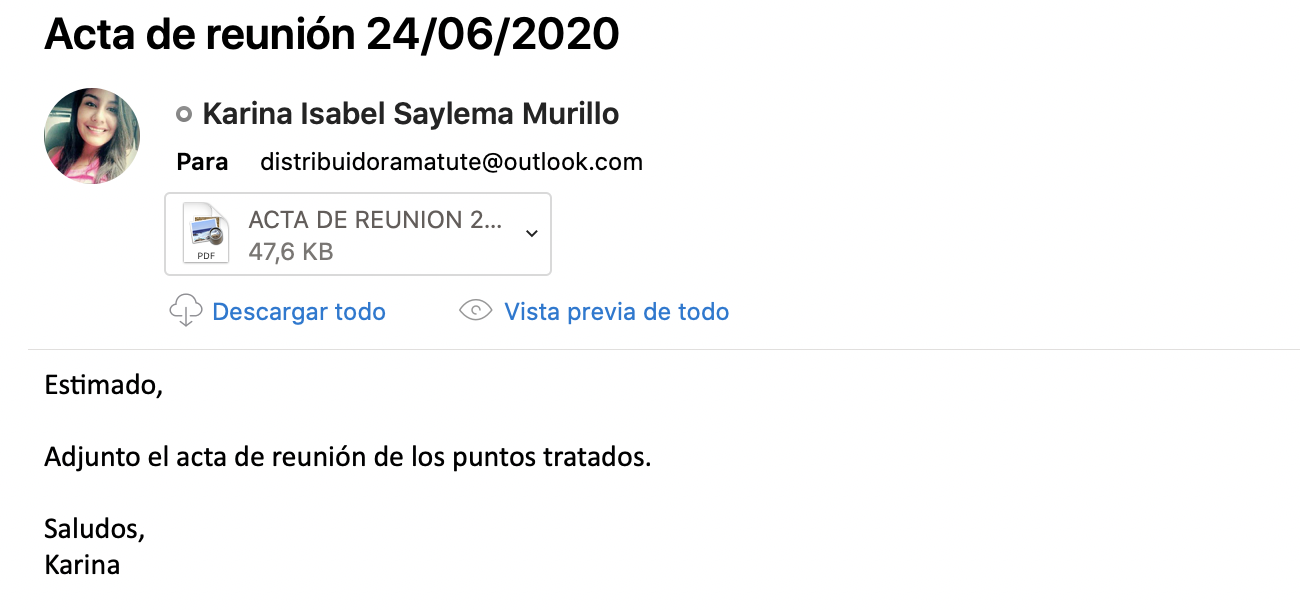 Acta de reunión 24/06/2020
Karina Isabel Saylema Murillo
Para distribuidoramatute@outlook.com
ACTA DE REUNION 2...
47,6 KB
PDF
Descargar todo Vista previa de todo
Estimado,
Adjunto el acta de reunión de los puntos tratados.
Saludos,
Karina